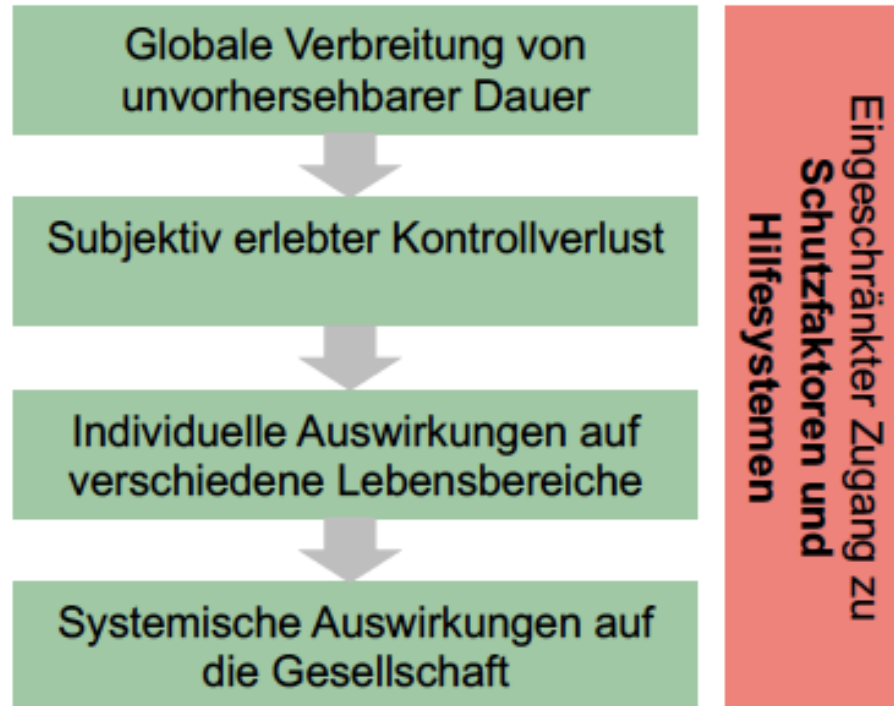 Globale Verbreitung von
unvorhersehbarer Dauer
Subjektiv erlebter Kontrollverlust
Individuelle Auswirkungen auf
verschiedene Lebensbereiche
Systemische Auswirkungen auf
die Gesellschaft
Eingeschränkter Zugang zu
Schutzfaktoren und
Hilfesystemen